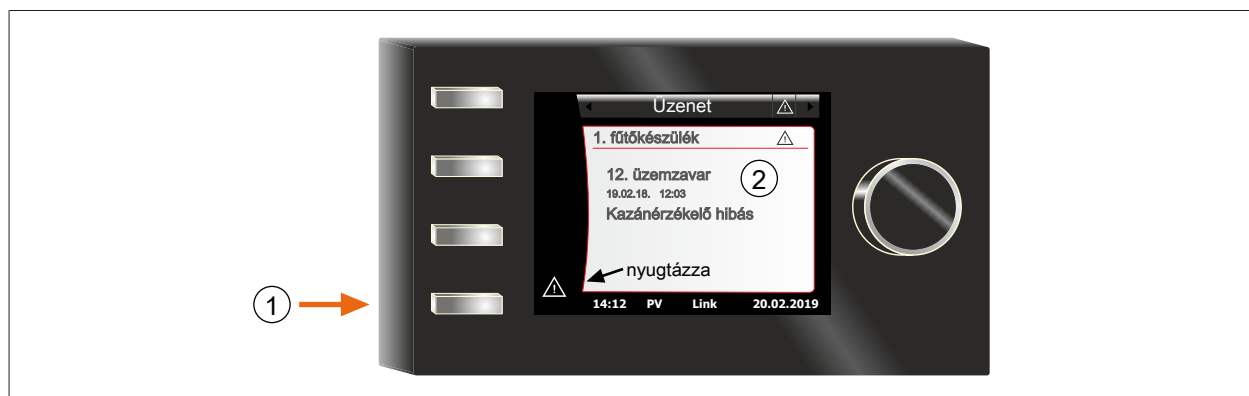 Üzenet
1. fűtőkészülék
12. üzemzavar
2
19.02.18. 12:03
Kazánérzékelő hibás
nyugtázza
1
14:12 PV Link 20.02.2019